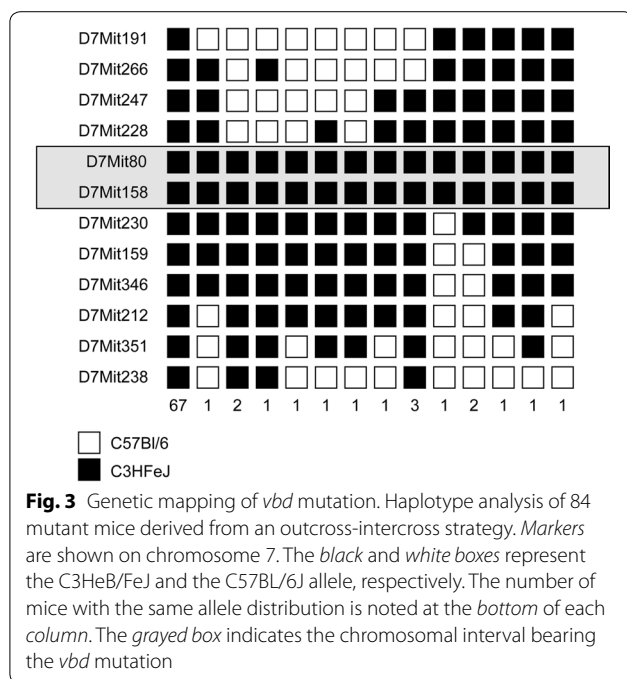 D7Mit191
D7Mit266
D7Mit247
D7Mit228
D7Mit80
D7Mit158
D7Mit230
D7Mit159
D7Mit346
D7Mit212
D7Mit351
D7Mit238
67 1 2 1 1 1 1 1 3 1 2 1 1 1
C57Bl/6
C3HFeJ
Fig. 3 Genetic mapping of vbd mutation. Haplotype analysis of 84
mutant mice derived from an outcross-intercross strategy. Markers
are shown on chromosome 7. The black and white boxes represent
the C3HeB/FeJ and the C57BL/6J allele, respectively. The number of
mice with the same allele distribution is noted at the bottom of each
column. The grayed box indicates the chromosomal interval bearing
the vbd mutation